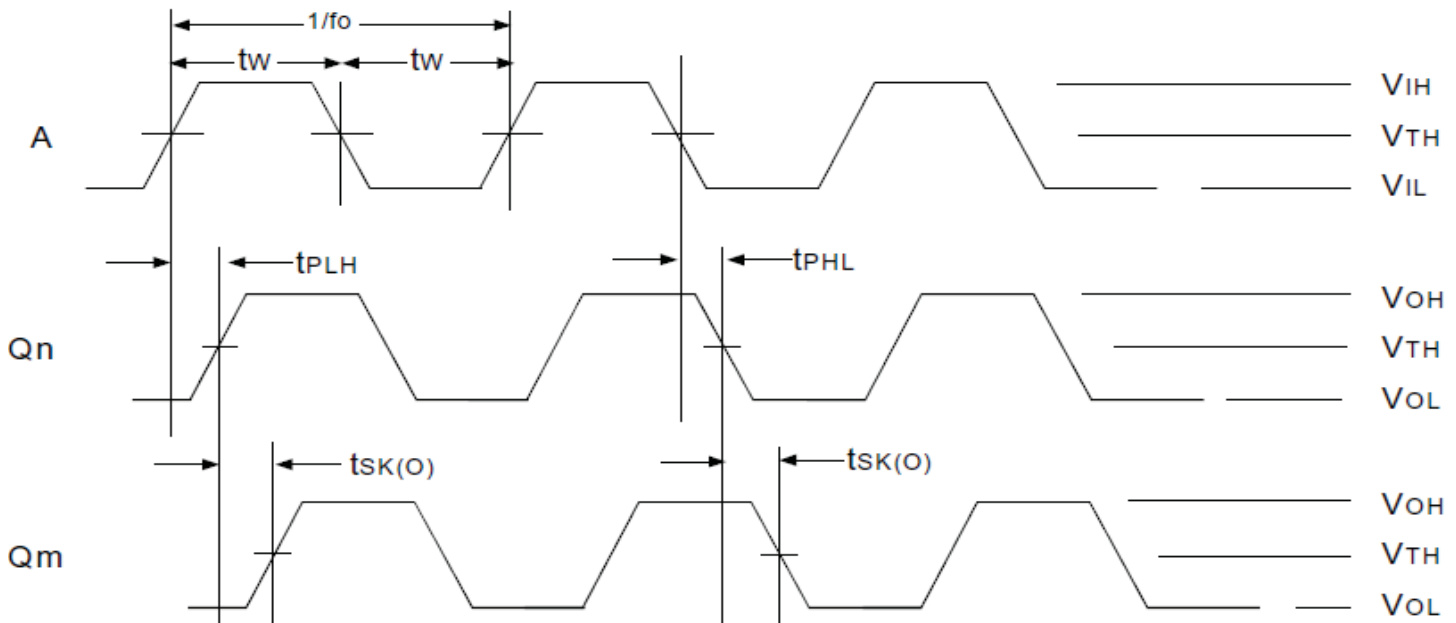 1/fo
tw tw
VIH
A VTH
VIL
tPLH tPHL
VOH
Qn VTH
VOL
tSK(O) tSK(O)
VOH
Qm VTH
VOL